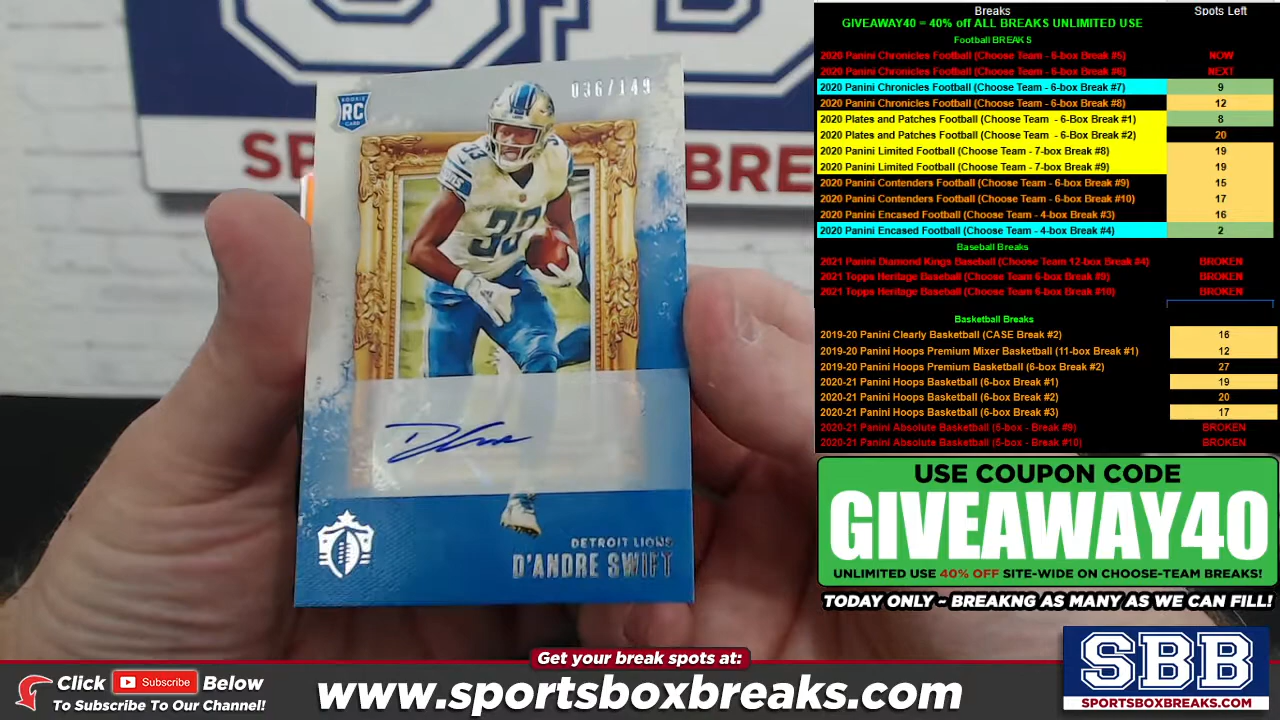 SPORTS
BRE
ROOKIE
RC
CARD
036/149
33
DETROIT LIONS
D'ANDRE SWIFT
Breaks Spots Left
GIVEAWAY40 = 40% off ALL BREAKS UNLIMITED USE
Football BREAKS
2020 Panini Chronicles Football (Choose Team - 6-box Break #5) NOW
2020 Panini Chronicles Football (Choose Team - 6-box Break #6) NEXT
2020 Panini Chronicles Football (Choose Team - 6-box Break #7) 9
2020 Panini Chronicles Football (Choose Team - 6-box Break #8) 12
2020 Plates and Patches Football (Choose Team - 6-Box Break #1) 8
2020 Plates and Patches Football (Choose Team - 6-Box Break #2) 20
2020 Panini Limited Football (Choose Team - 7-box Break #8) 19
2020 Panini Limited Football (Choose Team - 7-box Break #9) 19
2020 Panini Contenders Football (Choose Team - 6-box Break #9) 15
2020 Panini Contenders Football (Choose Team - 6-box Break #10) 17
2020 Panini Encased Football (Choose Team - 4-box Break #3) 16
2020 Panini Encased Football (Choose Team - 4-box Break #4) 2
Baseball Breaks
2021 Panini Diamond Kings Baseball (Choose Team 12-box Break #4) BROKEN
2021 Topps Heritage Baseball (Choose Team 6-box Break #9) BROKEN
2021 Topps Heritage Baseball (Choose Team 6-box Break #10) BROKEN
Basketball Breaks
2019-20 Panini Clearly Basketball (CASE Break #2) 16
2019-20 Panini Hoops Premium Mixer Basketball (11-box Break #1) 12
2019-20 Panini Hoops Premium Basketball (6-box Break #2) 27
2020-21 Panini Hoops Basketball (6-box Break #1) 19
2020-21 Panini Hoops Basketball (6-box Break #2) 20
2020-21 Panini Hoops Basketball (6-box Break #3) 17
2020-21 Panini Absolute Basketball (5-box - Break #9) BROKEN
2020-21 Panini Absolute Basketball (5-box - Break #10) BROKEN
USE COUPON CODE
GIVEAWAY40
UNLIMITED USE 40% OFF SITE-WIDE ON CHOOSE-TEAM BREAKS!
TODAY ONLY ~ BREAKNG AS MANY AS WE CAN FILL!
Get your break spots at:
Click Subscribe Below
To Subscribe To Our Channel!
www.sportsboxbreaks.com
SBB
SPORTSBOXBREAKS.COM